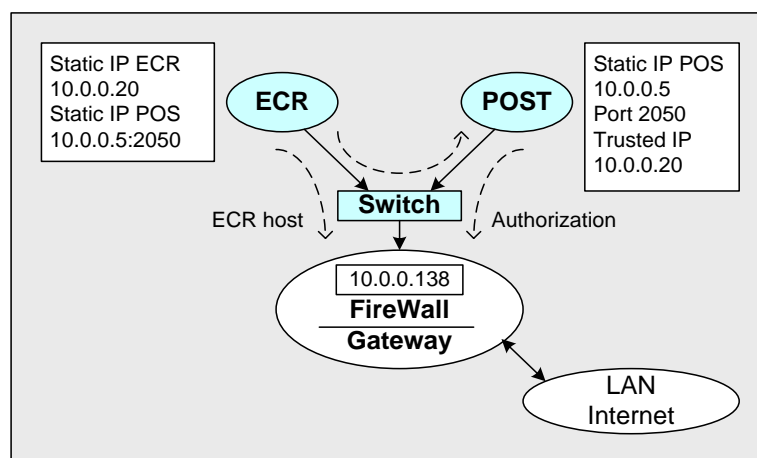 Static IP ECR
10.0.0.20
Static IP POS
10.0.0.5:2050
ECR
POST
Static IP POS
10.0.0.5
Port 2050
Trusted IP
10.0.0.20
Switch
ECR host
Authorization
10.0.0.138
FireWall
Gateway
LAN
Internet